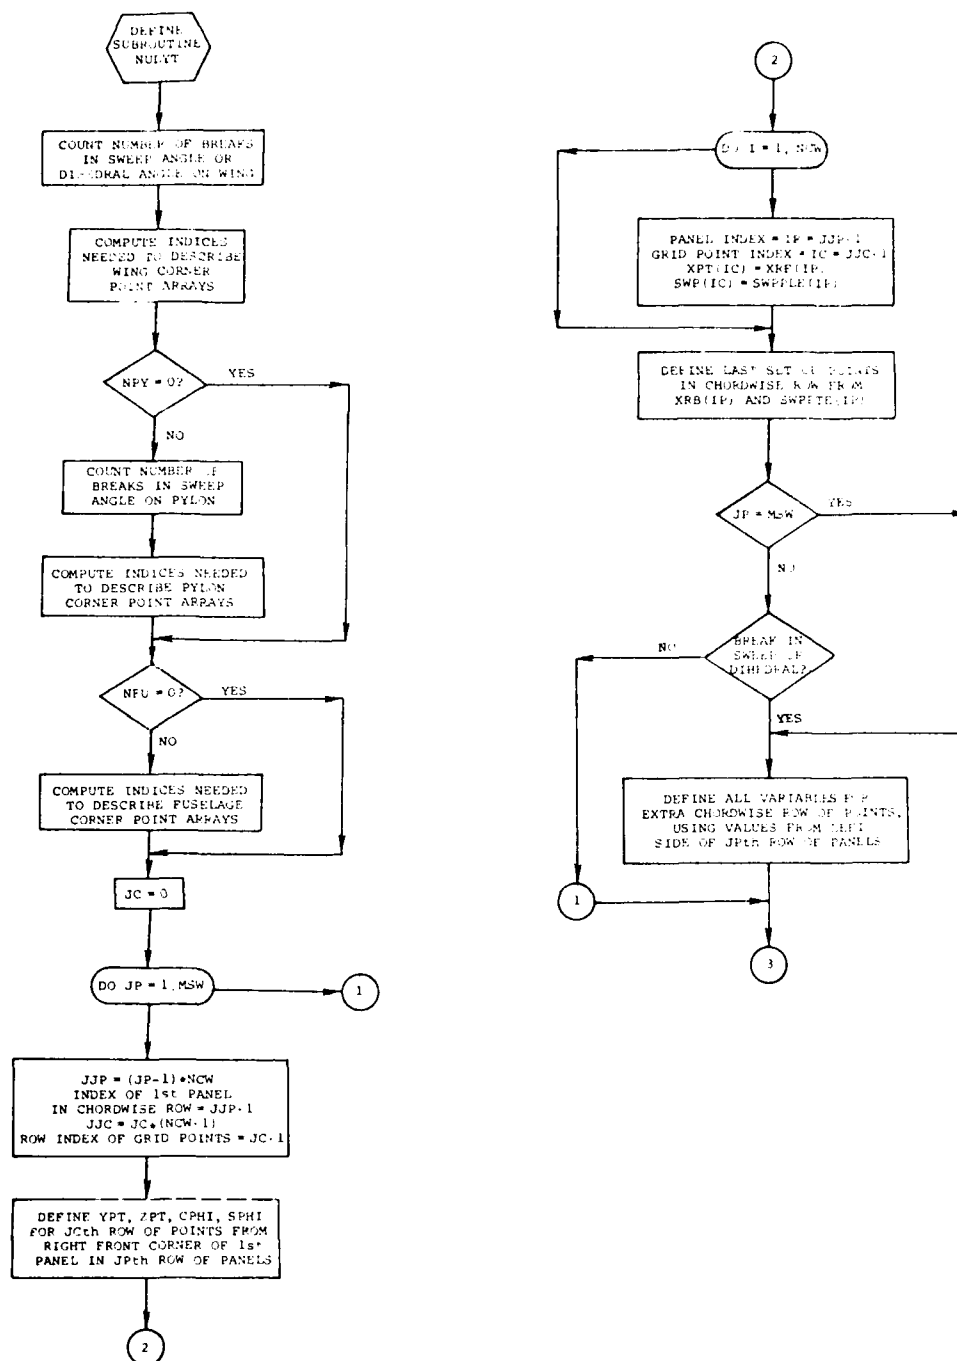 DEFINE
SUBROUTINE
NULYT
COUNT NUMBER OF BREAKS
IN SWEEP ANGLE OR
DIHEDRAL ANGLE ON WING
COMPUTE INDICES
NEEDED TO DESCRIBE
WING CORNER
POINT ARRAYS
NPY = 0?
YES
NO
COUNT NUMBER OF
BREAKS IN SWEEP
ANGLE ON PYLON
COMPUTE INDICES NEEDED
TO DESCRIBE PYLON
CORNER POINT ARRAYS
NFU = 0?
YES
NO
COMPUTE INDICES NEEDED
TO DESCRIBE FUSELAGE
CORNER POINT ARRAYS
JC = 0
DO JP = 1, MSW
1
JJP = (JP-1)*NCW
INDEX OF 1st PANEL
IN CHORDWISE ROW = JJP+1
JJC = JC*(NCW+1)
ROW INDEX OF GRID POINTS = JC+1
DEFINE YPT, ZPT, CPHI, SPHI
FOR JCth ROW OF POINTS FROM
RIGHT FRONT CORNER OF 1st
PANEL IN JPth ROW OF PANELS
2
2
DO I = 1, NCW
PANEL INDEX = IP = JJP+1
GRID POINT INDEX = IC = JJC+1
XPT(IC) = XRF(IP)
SWP(IC) = SWPPLE(IP)
DEFINE LAST SET OF POINTS
IN CHORDWISE ROW FROM
XRB(IP) AND SWPPTE(IP)
JP = MSW
YES
NO
BREAK IN
SWEEP OR
DIHEDRAL?
NO
YES
DEFINE ALL VARIABLES FOR
EXTRA CHORDWISE ROW OF POINTS,
USING VALUES FROM LEFT
SIDE OF JPth ROW OF PANELS
1
3